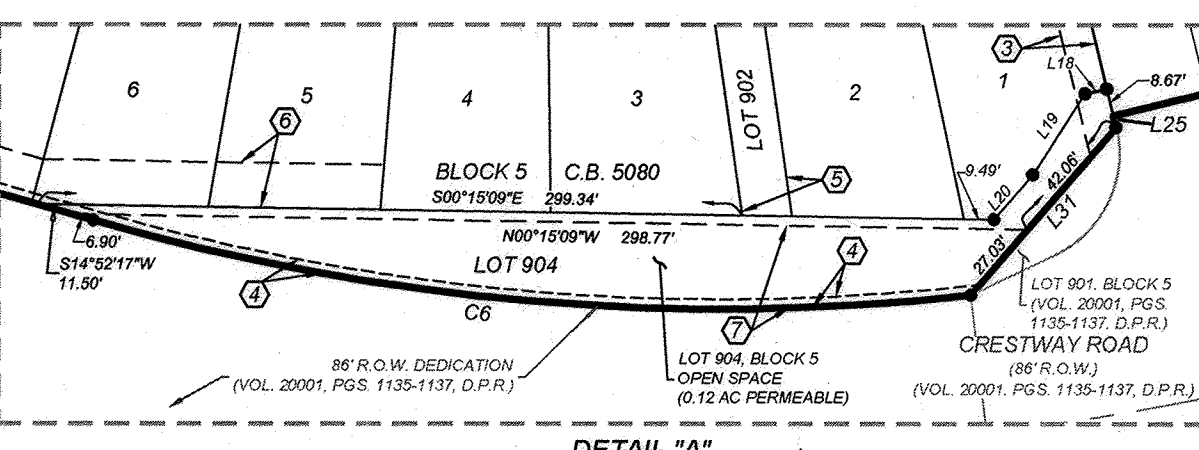 3
L18
1
8.67'
6
5
4
3
LOT 902
2
L19
L25
6
BLOCK 5 C.B. 5080
S00°15'09"E 299.34'
5
9.49'
L20
42.06'
L31
6.90'
S14°52'17"W
11.50'
N00°15'09"W 298.77'
LOT 904
4
4
27.03'
C6
7
LOT 901, BLOCK 5
(VOL. 20001, PGS.
1135-1137, D.P.R.)
CRESTWAY ROAD
(86' R.O.W.)
(VOL. 20001. PGS. 1135-1137, D.P.R.)
86' R.O.W. DEDICATION
(VOL. 20001, PGS. 1135-1137, D.P.R.)
LOT 904, BLOCK 5
OPEN SPACE
(0.12 AC PERMEABLE)
DETAIL "A"